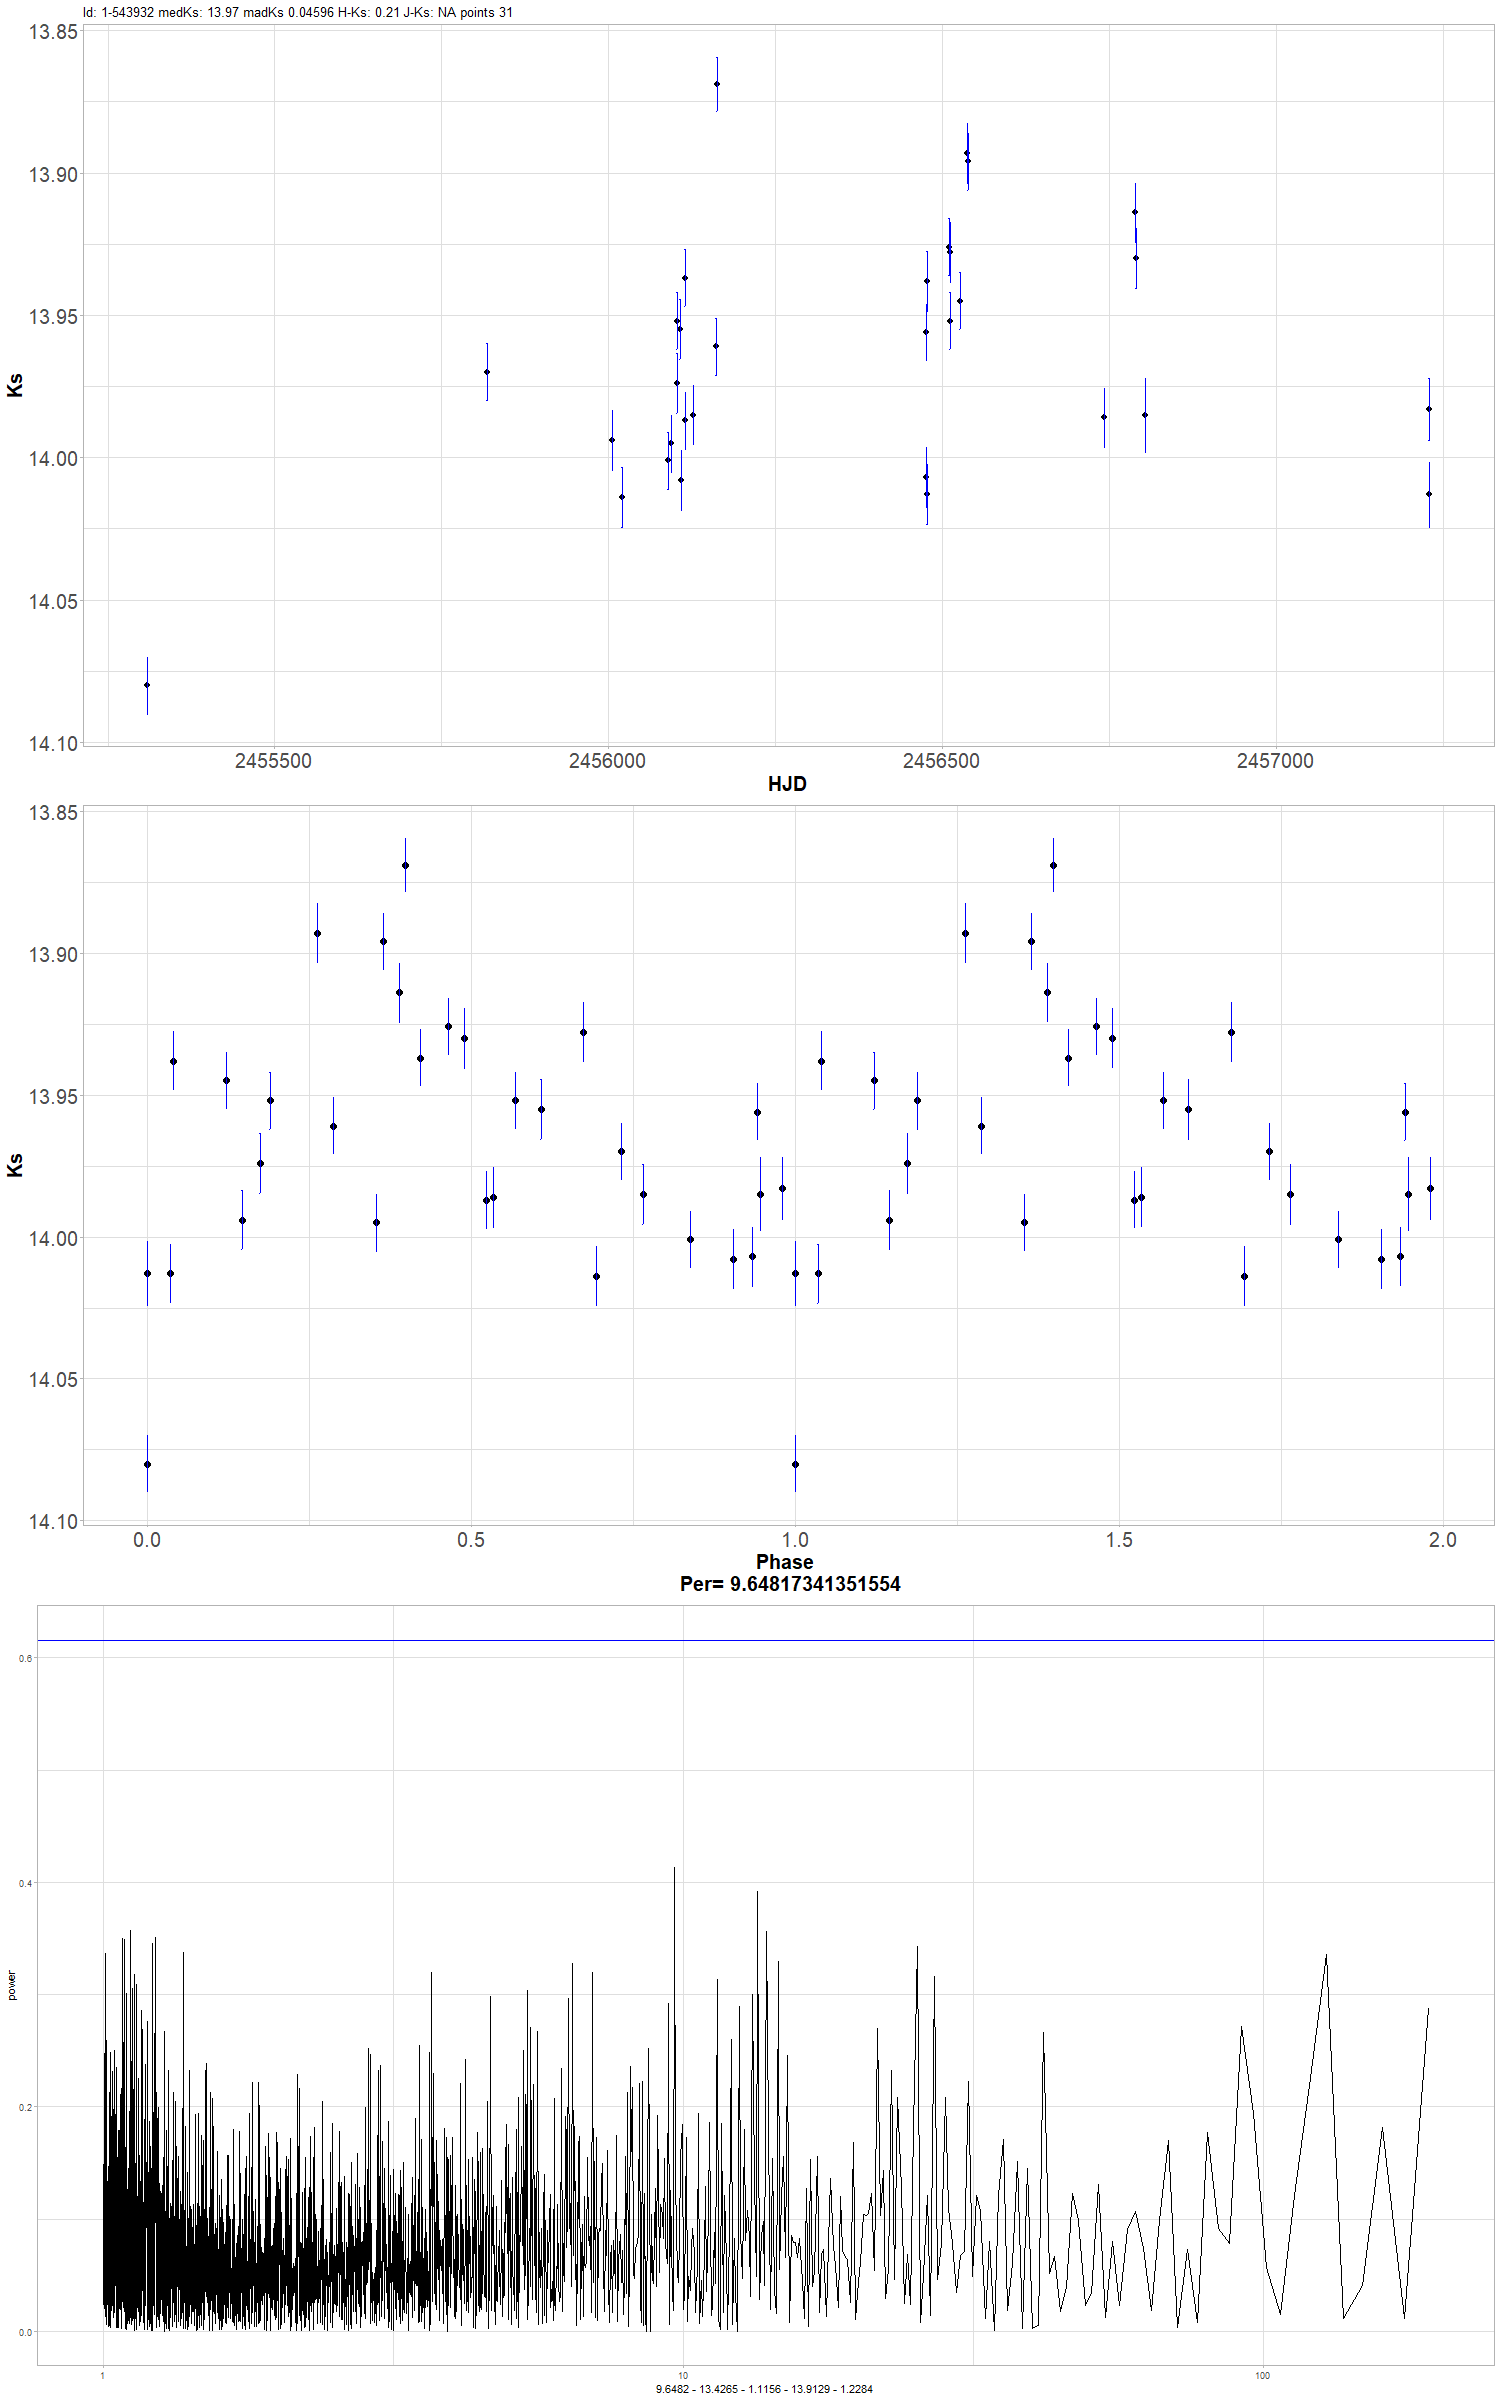 Id: 1-543932 medKs: 13.97 madKs 0.04596 H-Ks: 0.21 J-Ks: NA points 31
13.85
13.90
13.95
14.00
14.05
14.10
Ks
2455500 2456000 2456500 2457000
HJD
13.85
13.90
13.95
14.00
14.05
14.10
Ks
0.0 0.5 1.0 1.5 2.0
Phase
Per= 9.64817341351554
0.6
0.4
0.2
0.0
power
1 10 100
9.6482 - 13.4265 - 1.1156 - 13.9129 - 1.2284